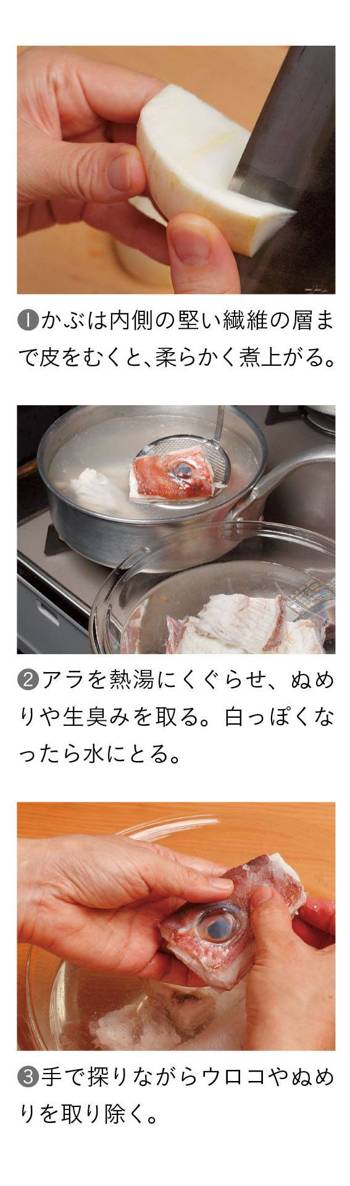 ❶かぶは内側の堅い繊維の層ま
で皮をむくと、柔らかく煮上がる。
❷アラを熱湯にくぐらせ、ぬめ
りや生臭みを取る。白っぽくな
ったら水にとる。
❸手で探りながらウロコやぬめ
りを取り除く。